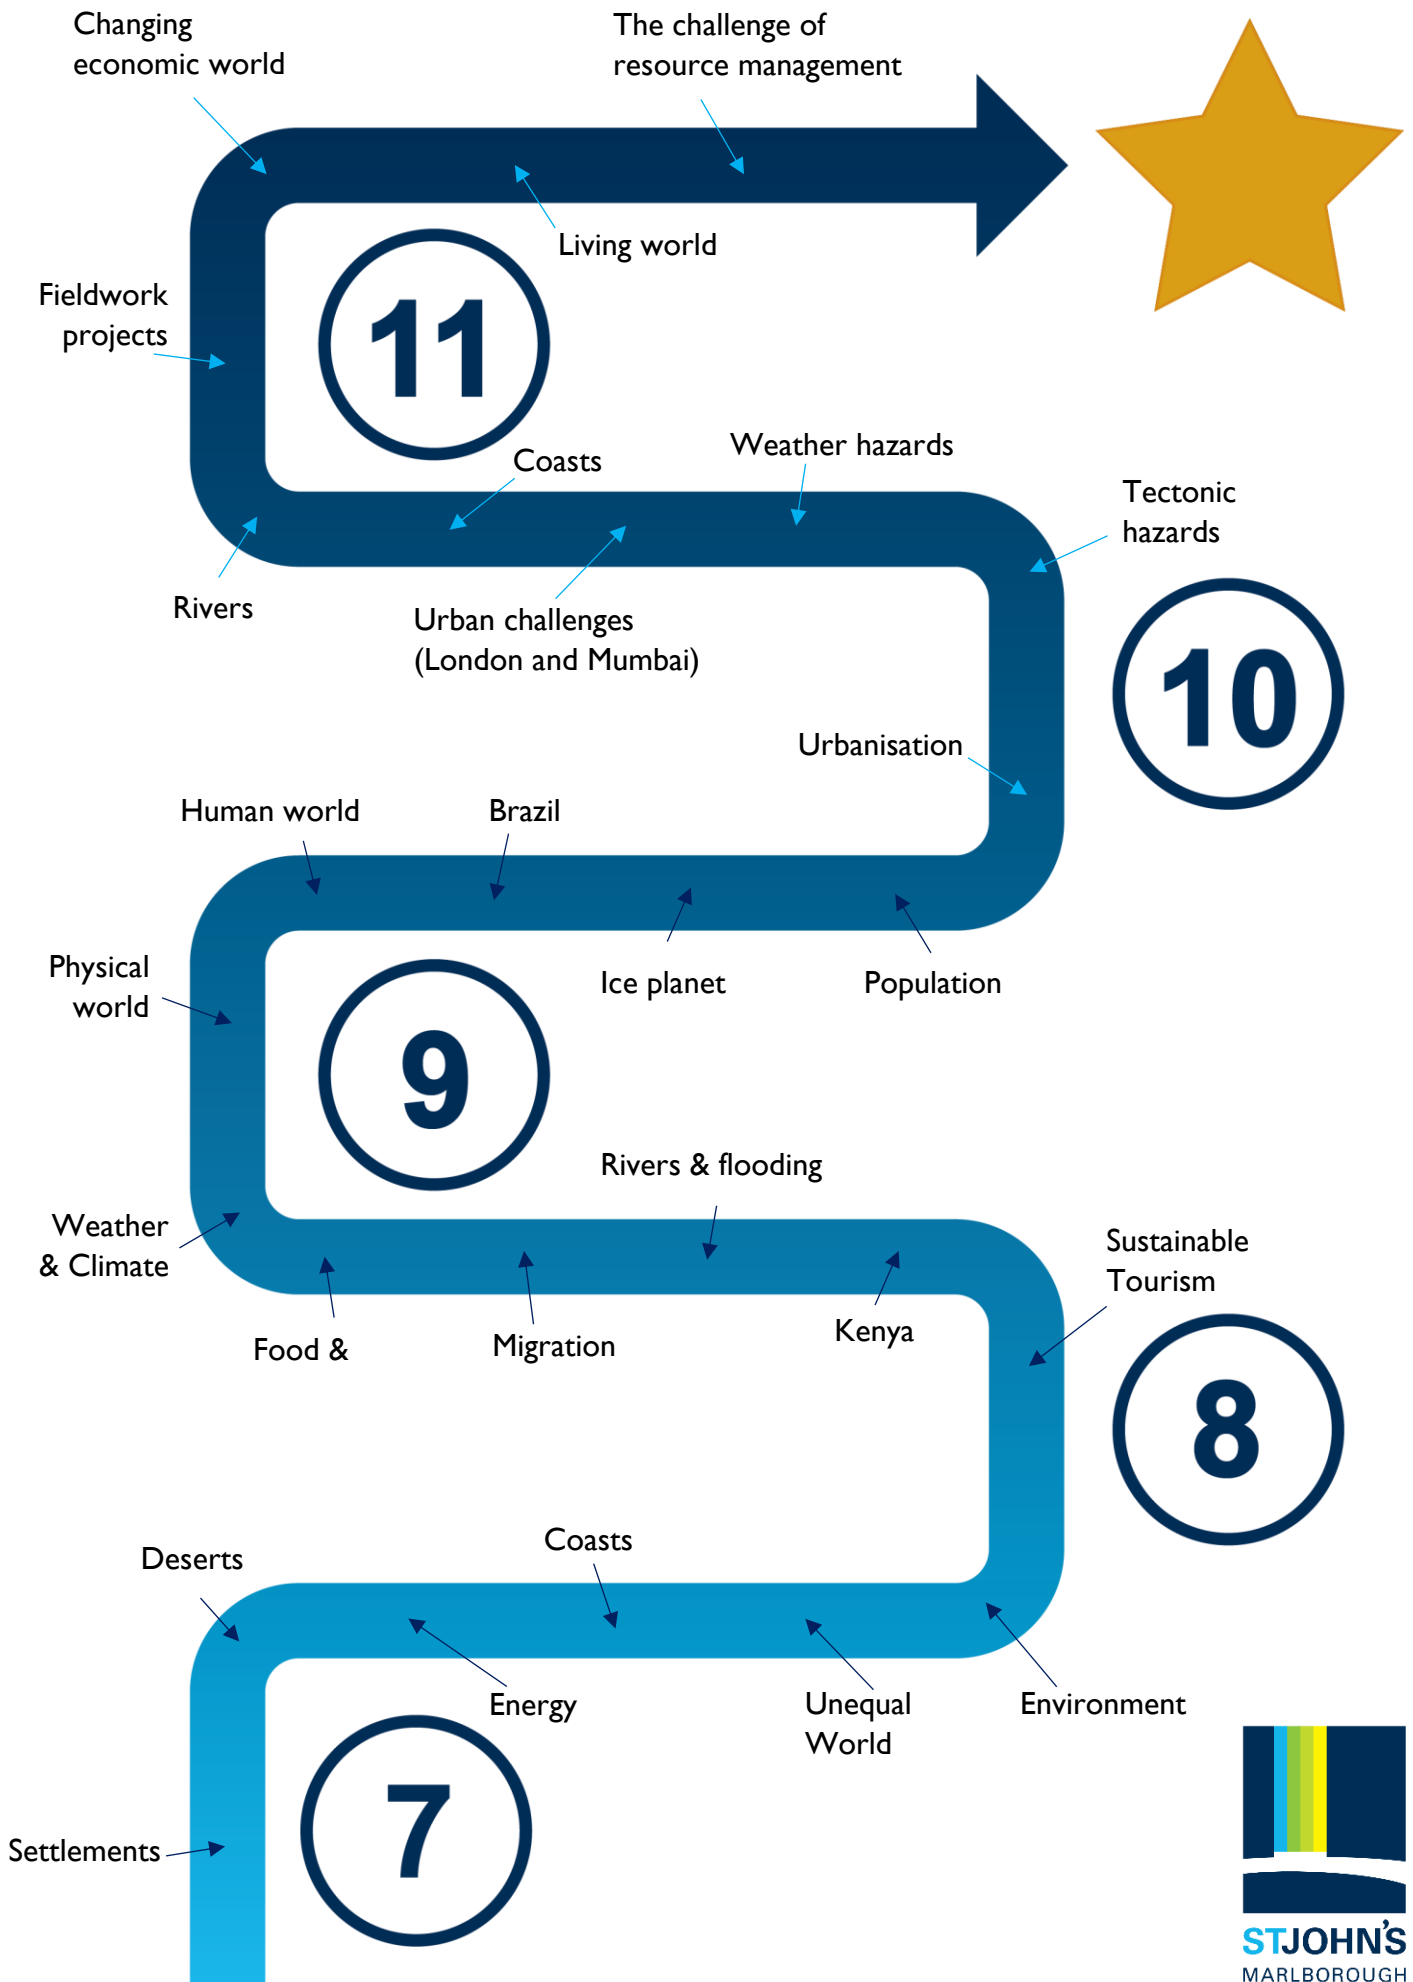 Changing
economic world
The challenge of
resource management
Living world
Fieldwork
projects
11
Coasts
Weather hazards
Tectonic
hazards
Rivers
Urban challenges
(London and Mumbai)
10
Urbanisation
Human world
Brazil
Physical
world
Ice planet
Population
9
Rivers & flooding
Weather
& Climate
Sustainable
Tourism
Food &
Migration
Kenya
8
Deserts
Coasts
Energy
Unequal
World
Environment
7
Settlements
STJOHN'S
MARLBOROUGH